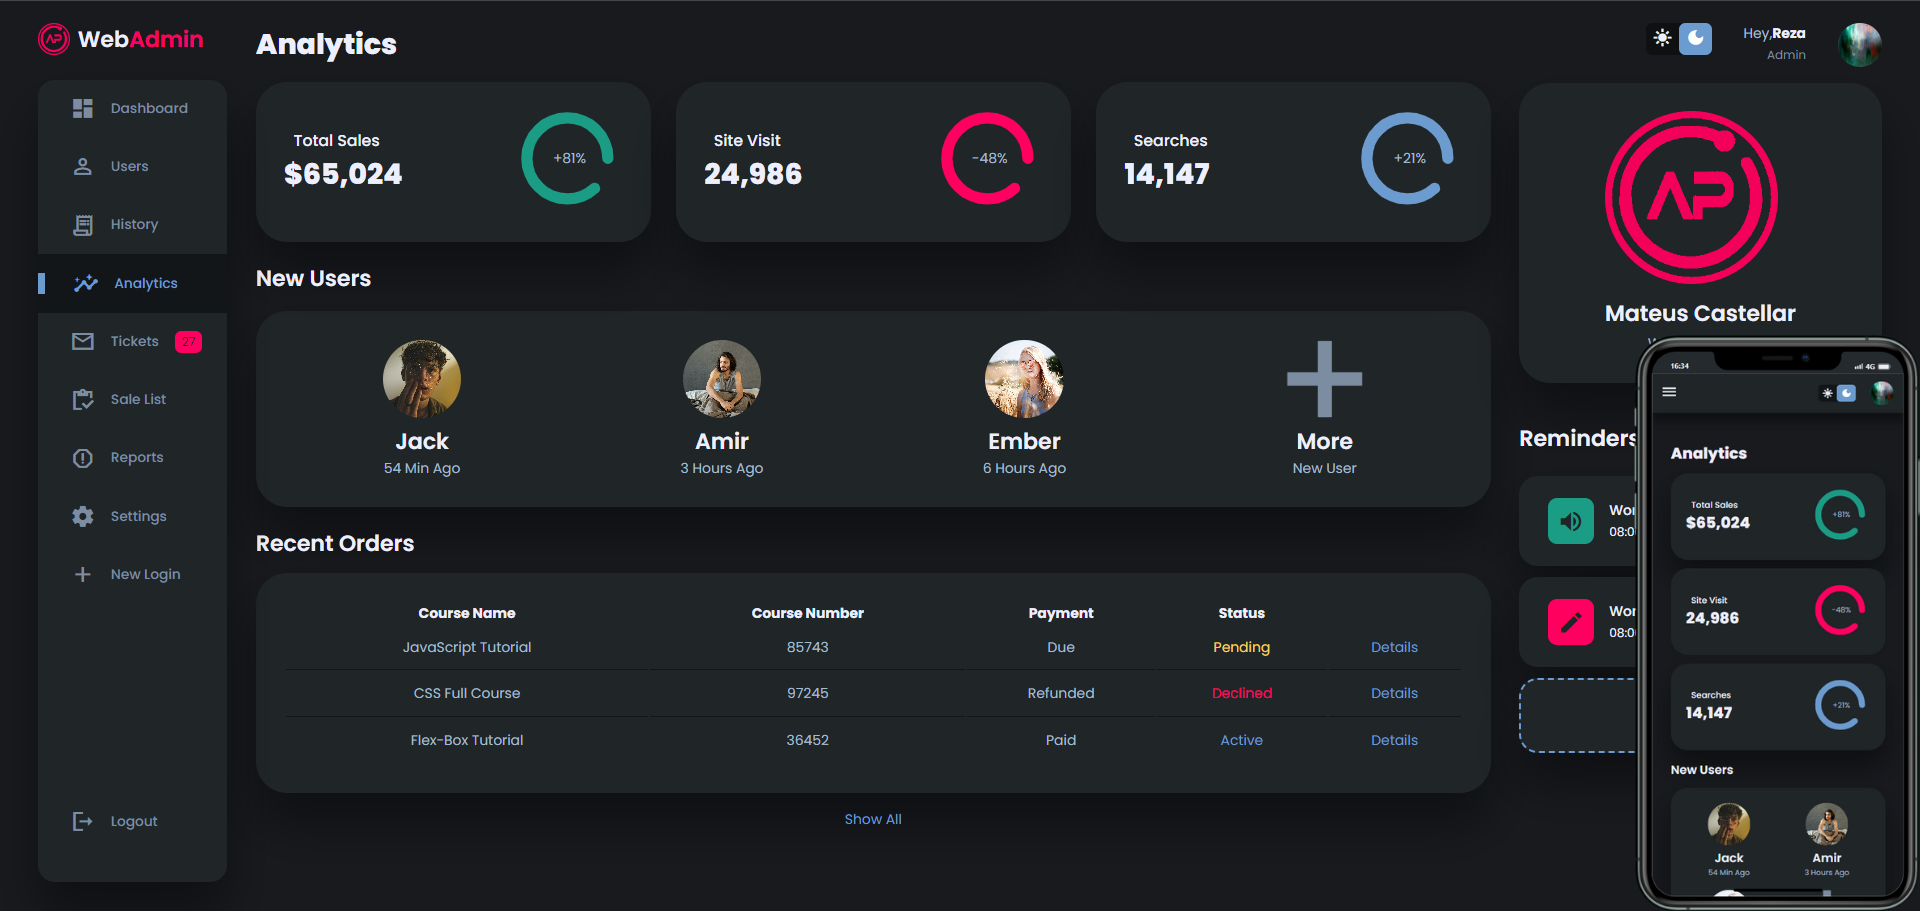 AP
WebAdmin
Analytics
Hey,Reza
Admin
Dashboard
Users
History
Analytics
Tickets 27
Sale List
Reports
Settings
New Login
Logout
Total Sales
$65,024
+81%
Site Visit
24,986
-48%
Searches
14,147
+21%
New Users
Jack
54 Min Ago
Amir
3 Hours Ago
Ember
6 Hours Ago
More
New User
Recent Orders
Course Name Course Number Payment Status
JavaScript Tutorial 85743 Due Pending Details
CSS Full Course 97245 Refunded Declined Details
Flex-Box Tutorial 36452 Paid Active Details
Show All
AP
Mateus Castellar
Reminders
Wor
08:0
Wor
08:0
16:34 4G
Analytics
Total Sales
$65,024
+81%
Site Visit
24,986
-48%
Searches
14,147
+21%
New Users
Jack
54 Min Ago
Amir
3 Hours Ago